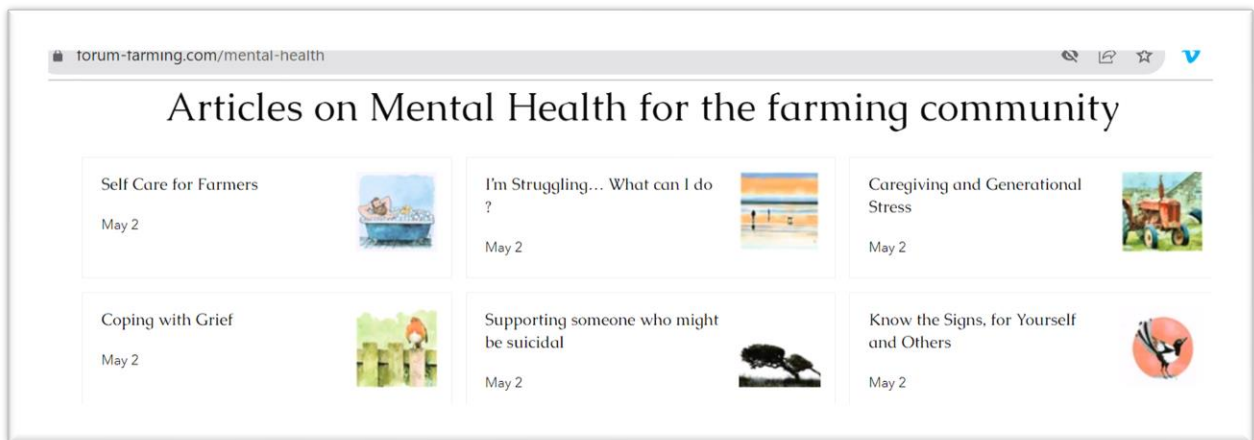 forum-farming.com/mental-health
Articles on Mental Health for the farming community
Self Care for Farmers
May 2
I'm Struggling... What can I do
?
May 2
Caregiving and Generational
Stress
May 2
Coping with Grief
May 2
Supporting someone who might
be suicidal
May 2
Know the Signs, for Yourself
and Others
May 2